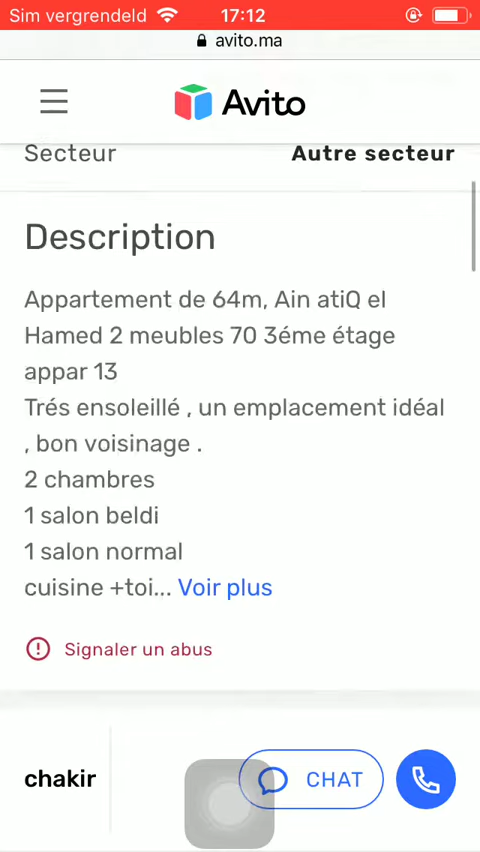 Sim vergrendeld 17:12
avito.ma
Avito
Secteur Autre secteur
Description
Appartement de 64m, Ain atiQ el
Hamed 2 meubles 70 3éme étage
appar 13
Trés ensoleillé , un emplacement idéal
, bon voisinage .
2 chambres
1 salon beldi
1 salon normal
cuisine +toi... Voir plus
Signaler un abus
chakir CHAT